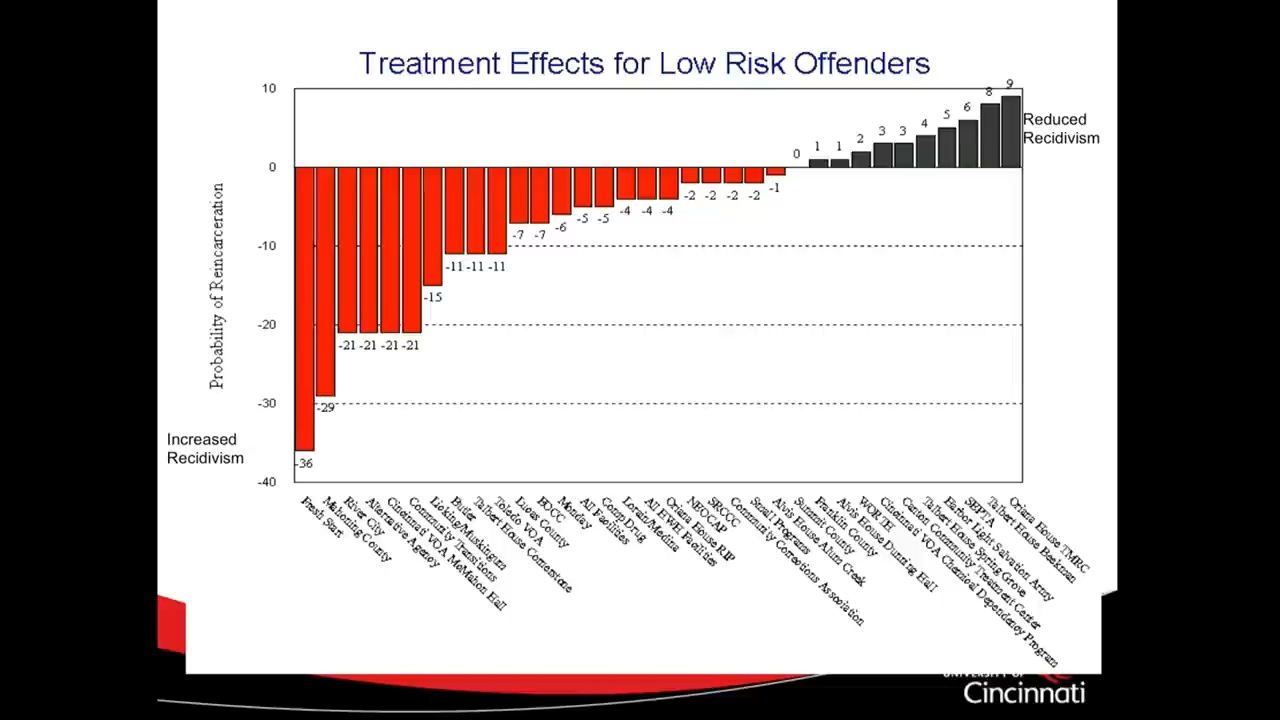 Treatment Effects for Low Risk Offenders
10
0
-10
-20
-30
-40
Probability of Reincarceration
Increased
Recidivism
Reduced
Recidivism
-36
-29
-21
-21
-21
-21
-15
-11
-11
-11
-7
-7
-6
-5
-5
-4
-4
-4
-2
-2
-2
-2
-1
0
1
1
2
3
3
4
5
6
8
9
Fresh Start
Mahoning County
River City
Alternative Agency
Cincinnati VOA McMahon Hall
Community Transitions
Licking/Muskingum
Butler
Talbert House Cornerstone
Toledo VOA
Lucas County
Monday
All Facilities
Comp Drug
Lorain/Medina
All HWH Facilities
Oriana House RIP
NEOCAP
SRCCC
Community Corrections Association
Small Programs
Alvis House Alum Creek
Summit County
Franklin County
Alvis House Dunning Hall
WORTH
Cincinnati VOA Chemical Dependency Program
Canton Community Treatment Center
Talbert House Spring Grove
Harbor Light Salvation Army
SEPTA
Talbert House Beekman
Oriana House TMRC
UNIVERSITY OF
Cincinnati